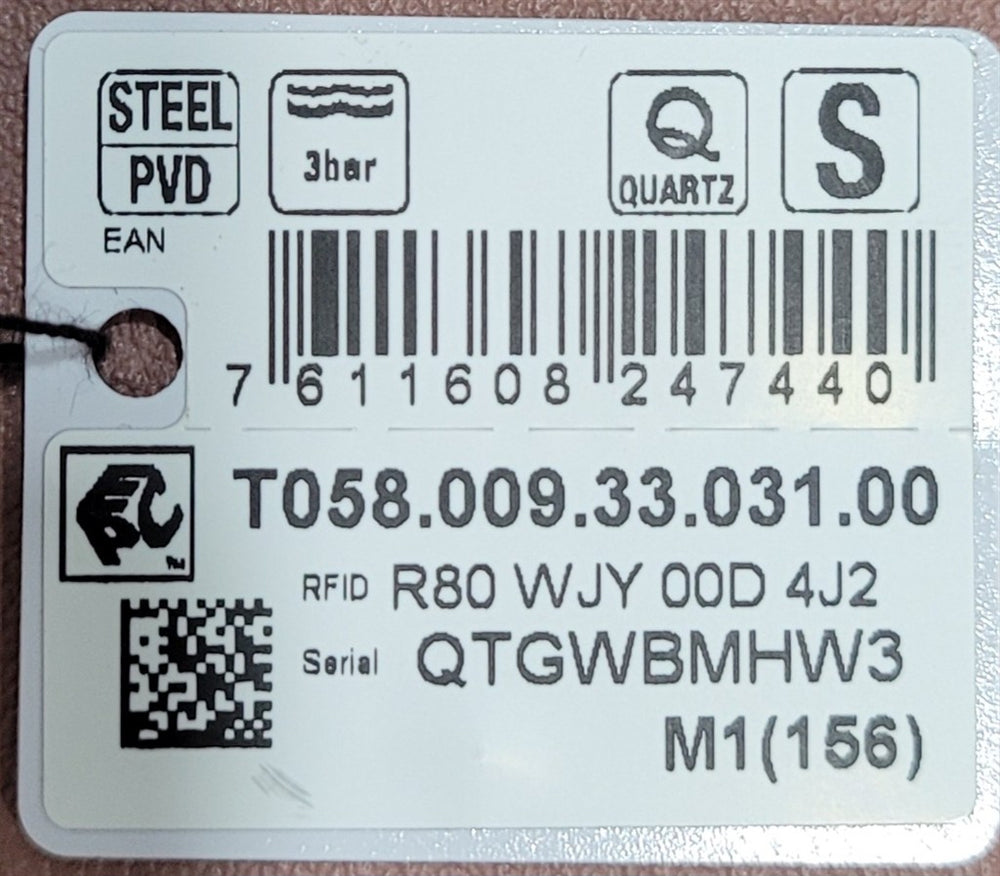 STEEL
PVD
3bar
Q
QUARTZ
S
EAN
7 611608 247440
T058.009.33.031.00
RFID R80 WJY 00D 4J2
Serial QTGWBMHW3
M1(156)